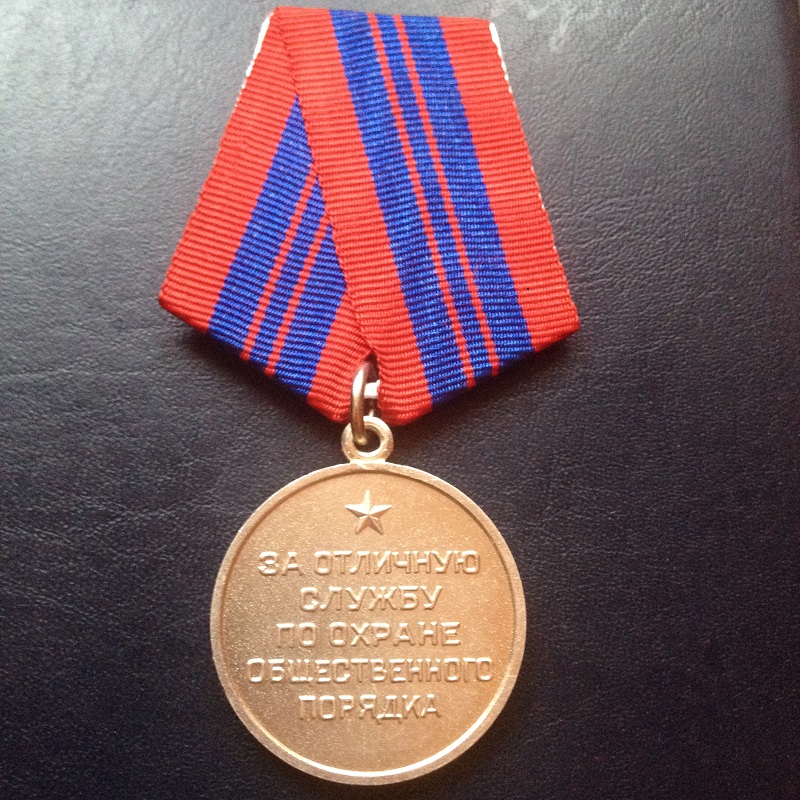 ЗА ОТЛИЧНУЮ
СЛУЖБУ
ПО ОХРАНЕ
ОБЩЕСТВЕННОГО
ПОРЯДКА